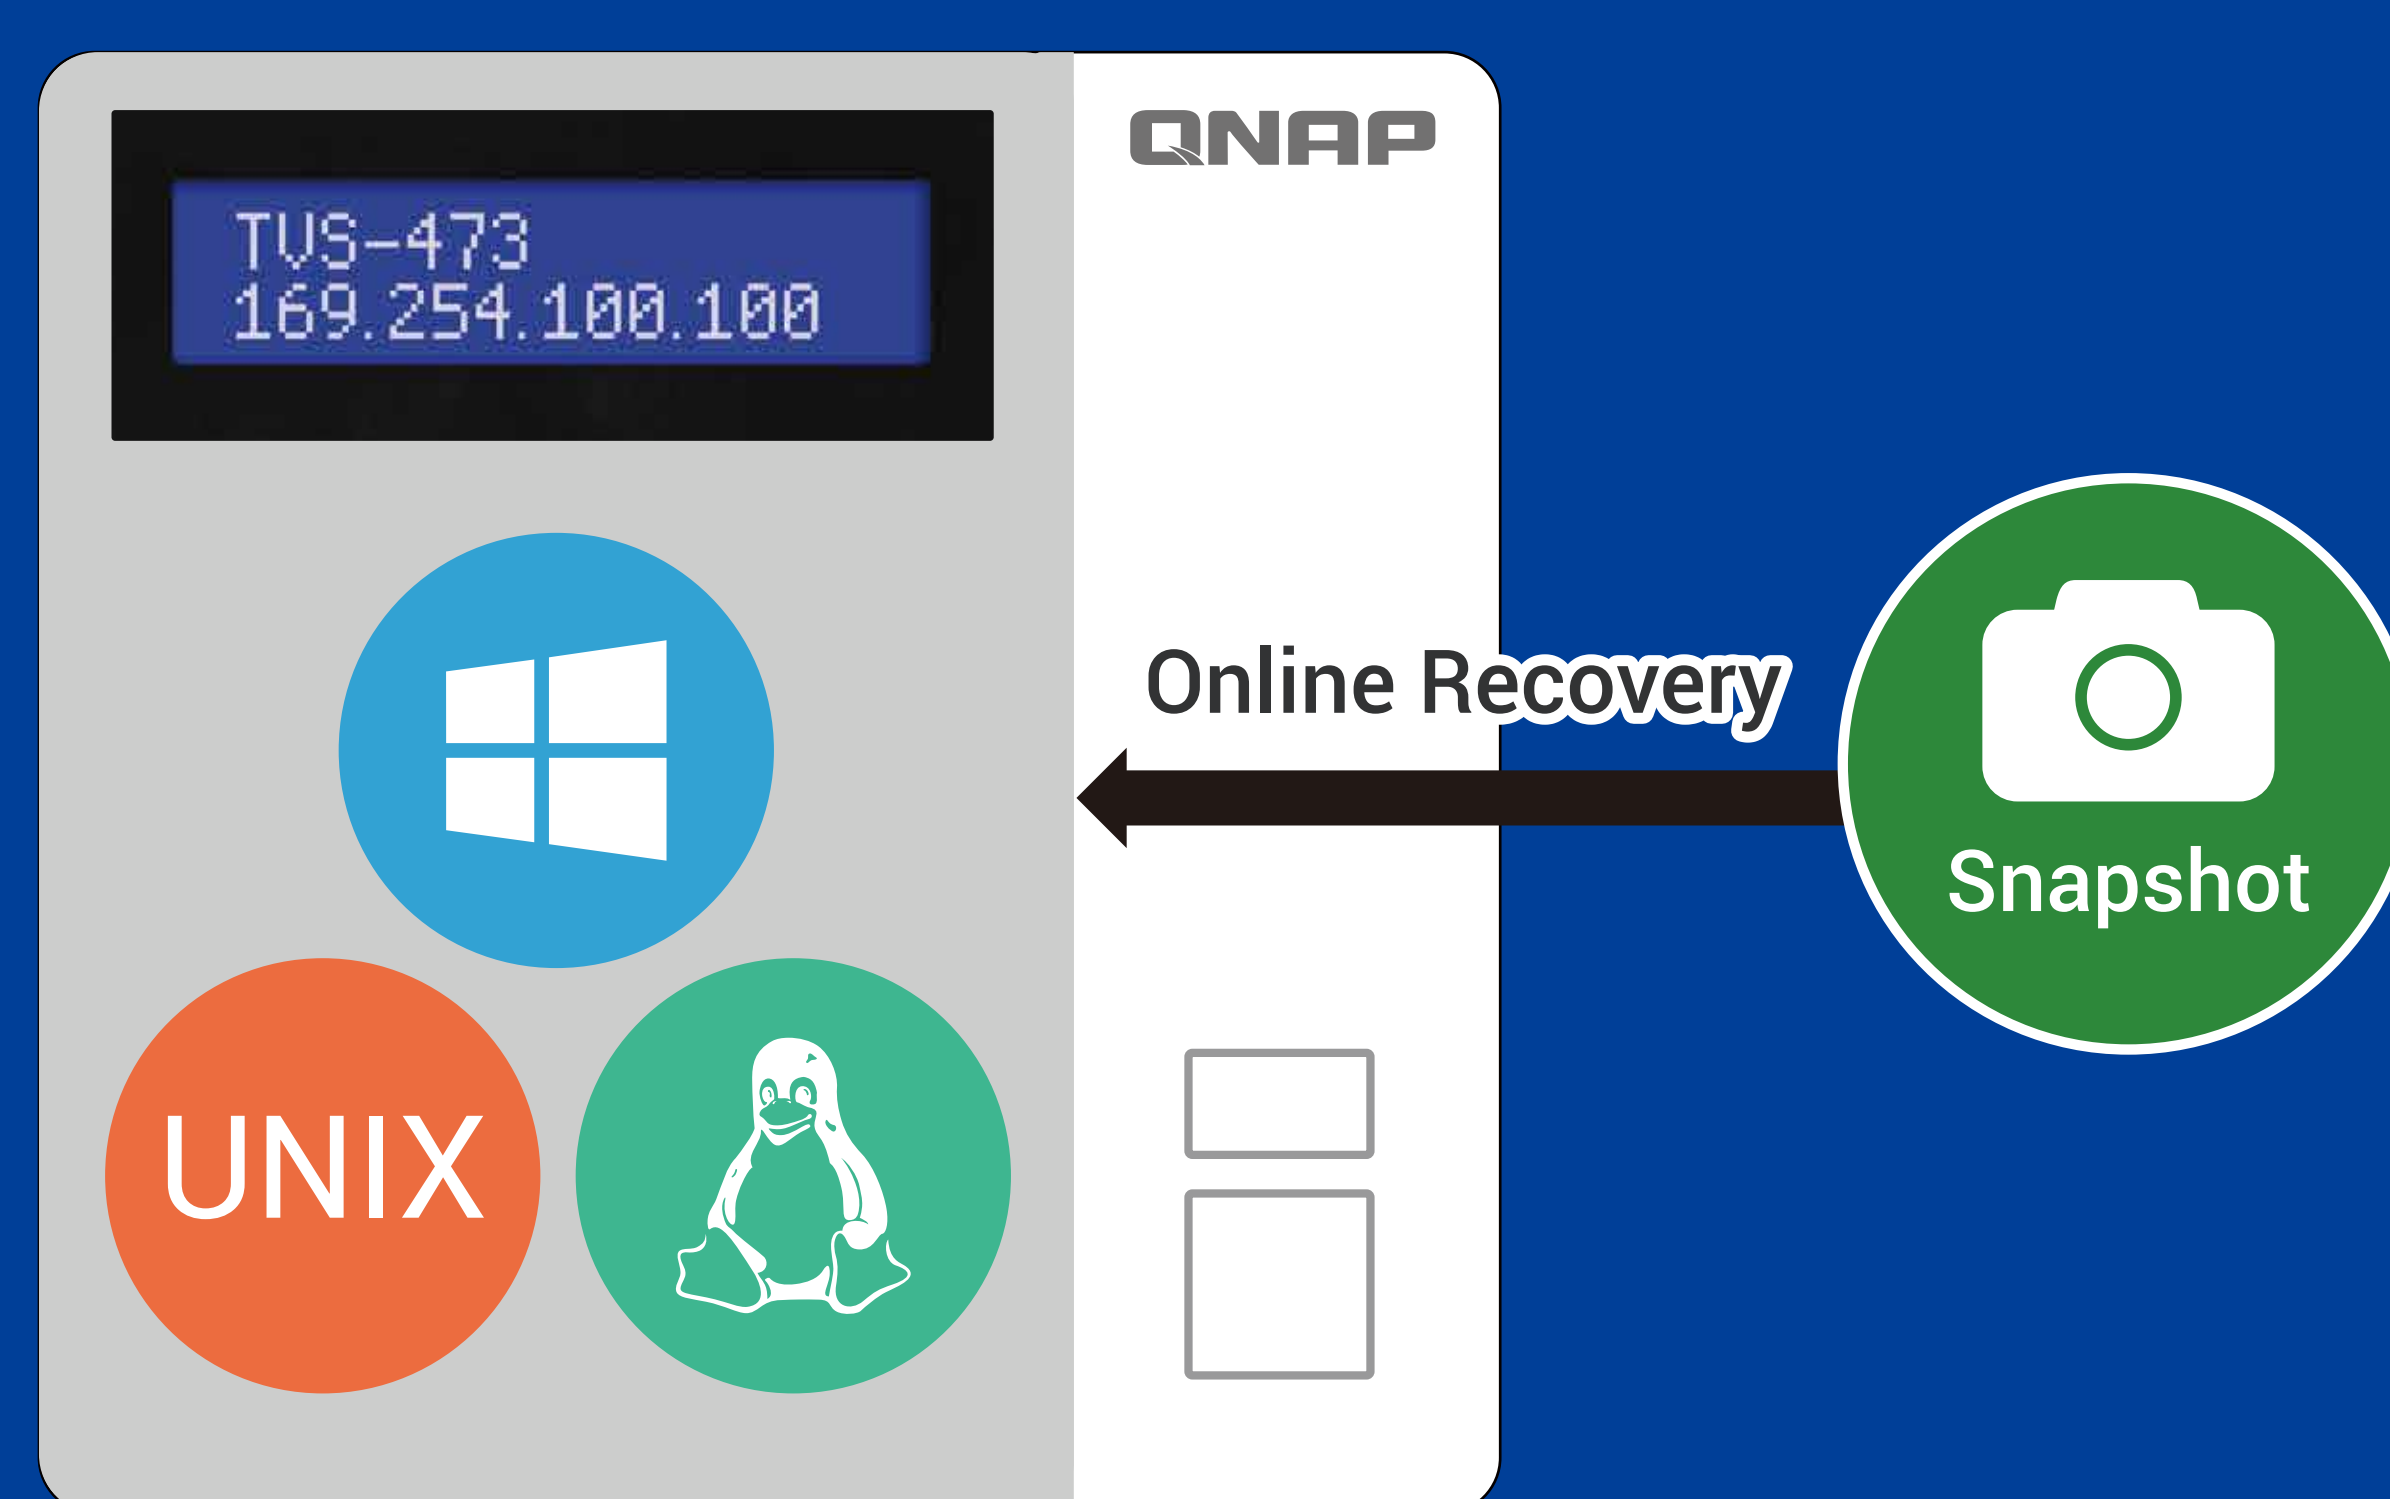 QNAP
TVS-473
169.254.100.100
Online Recovery
Snapshot
UNIX